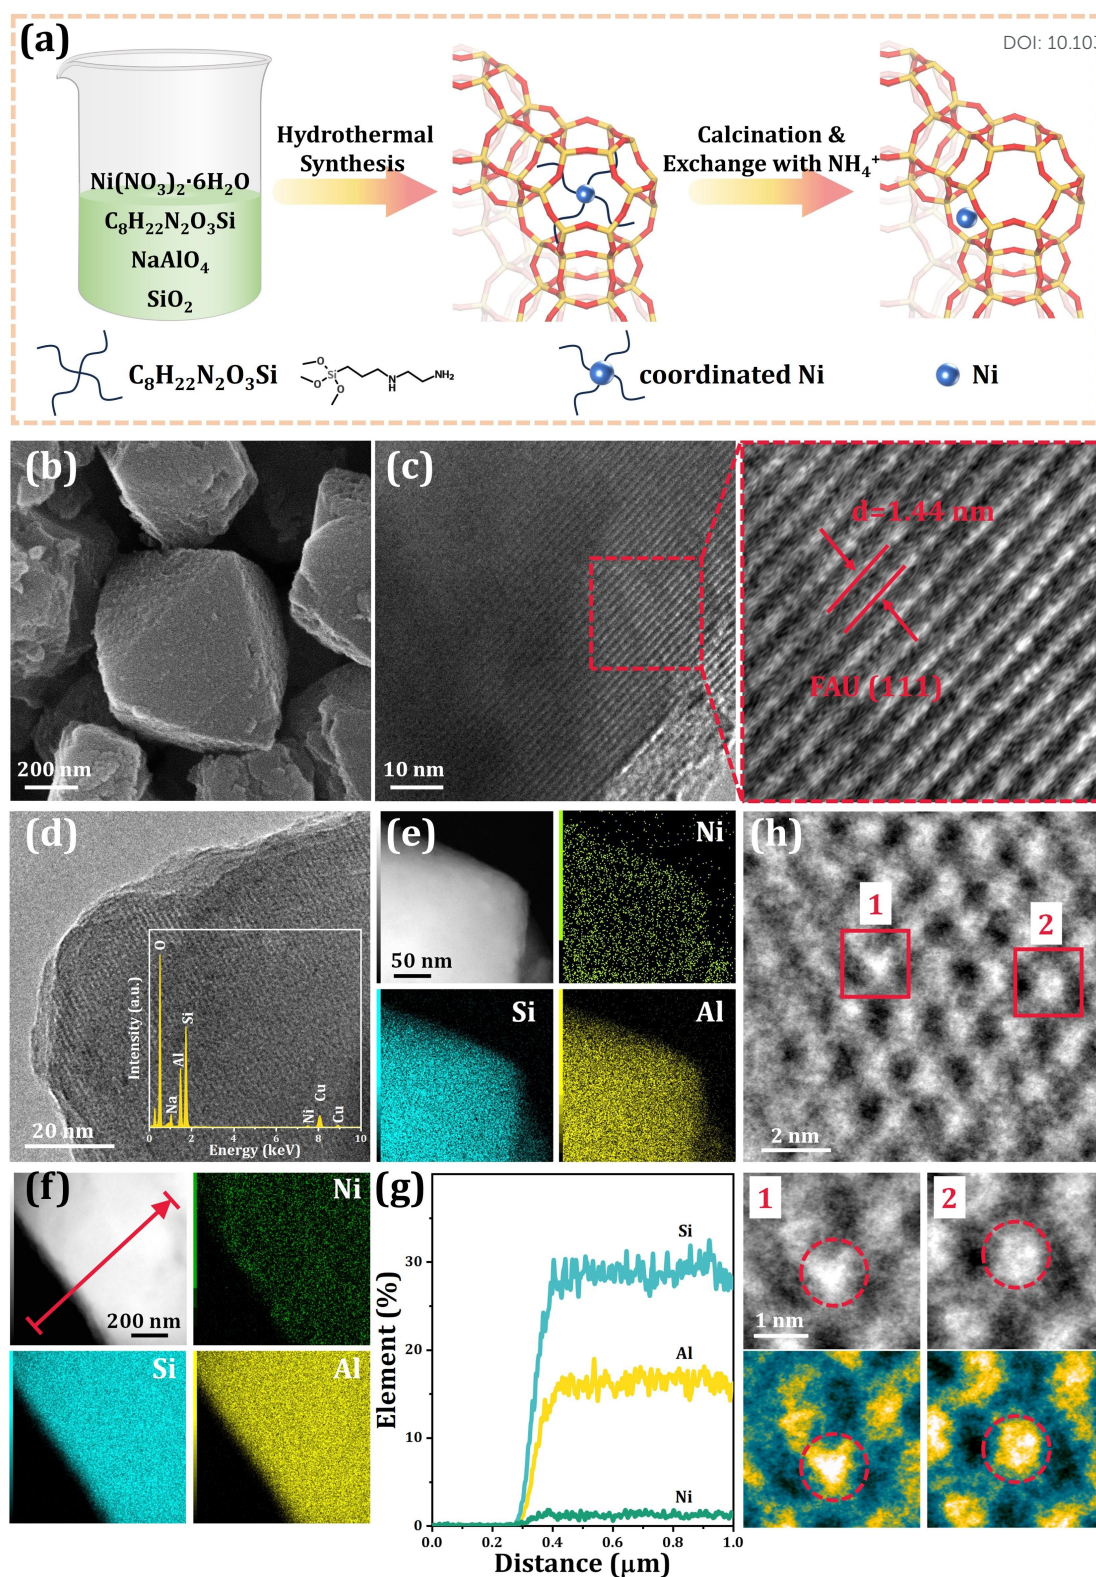 (a)
DOI: 10.103
Hydrothermal
Synthesis
Calcination &
Exchange with NH₄⁺
Ni(NO₃)₂·6H₂O
C₈H₂₂N₂O₃Si
NaAlO₄
SiO₂
C₈H₂₂N₂O₃Si
O
O
Si
O
N
H
NH₂
coordinated Ni
Ni
(b)
200 nm
(c)
10 nm
d=1.44 nm
FAU (111)
(d)
20 nm
Intensity (a.u.)
O
Na
Al
Si
Ni
Cu
Cu
0 2 4 6 8 10
Energy (keV)
(e)
50 nm
Ni
Si
Al
(h)
1
2
2 nm
(f)
200 nm
Ni
Si
Al
(g)
Element (%)
30
20
10
0
Si
Al
Ni
0.0 0.2 0.4 0.6 0.8 1.0
Distance (μm)
1
1 nm
2